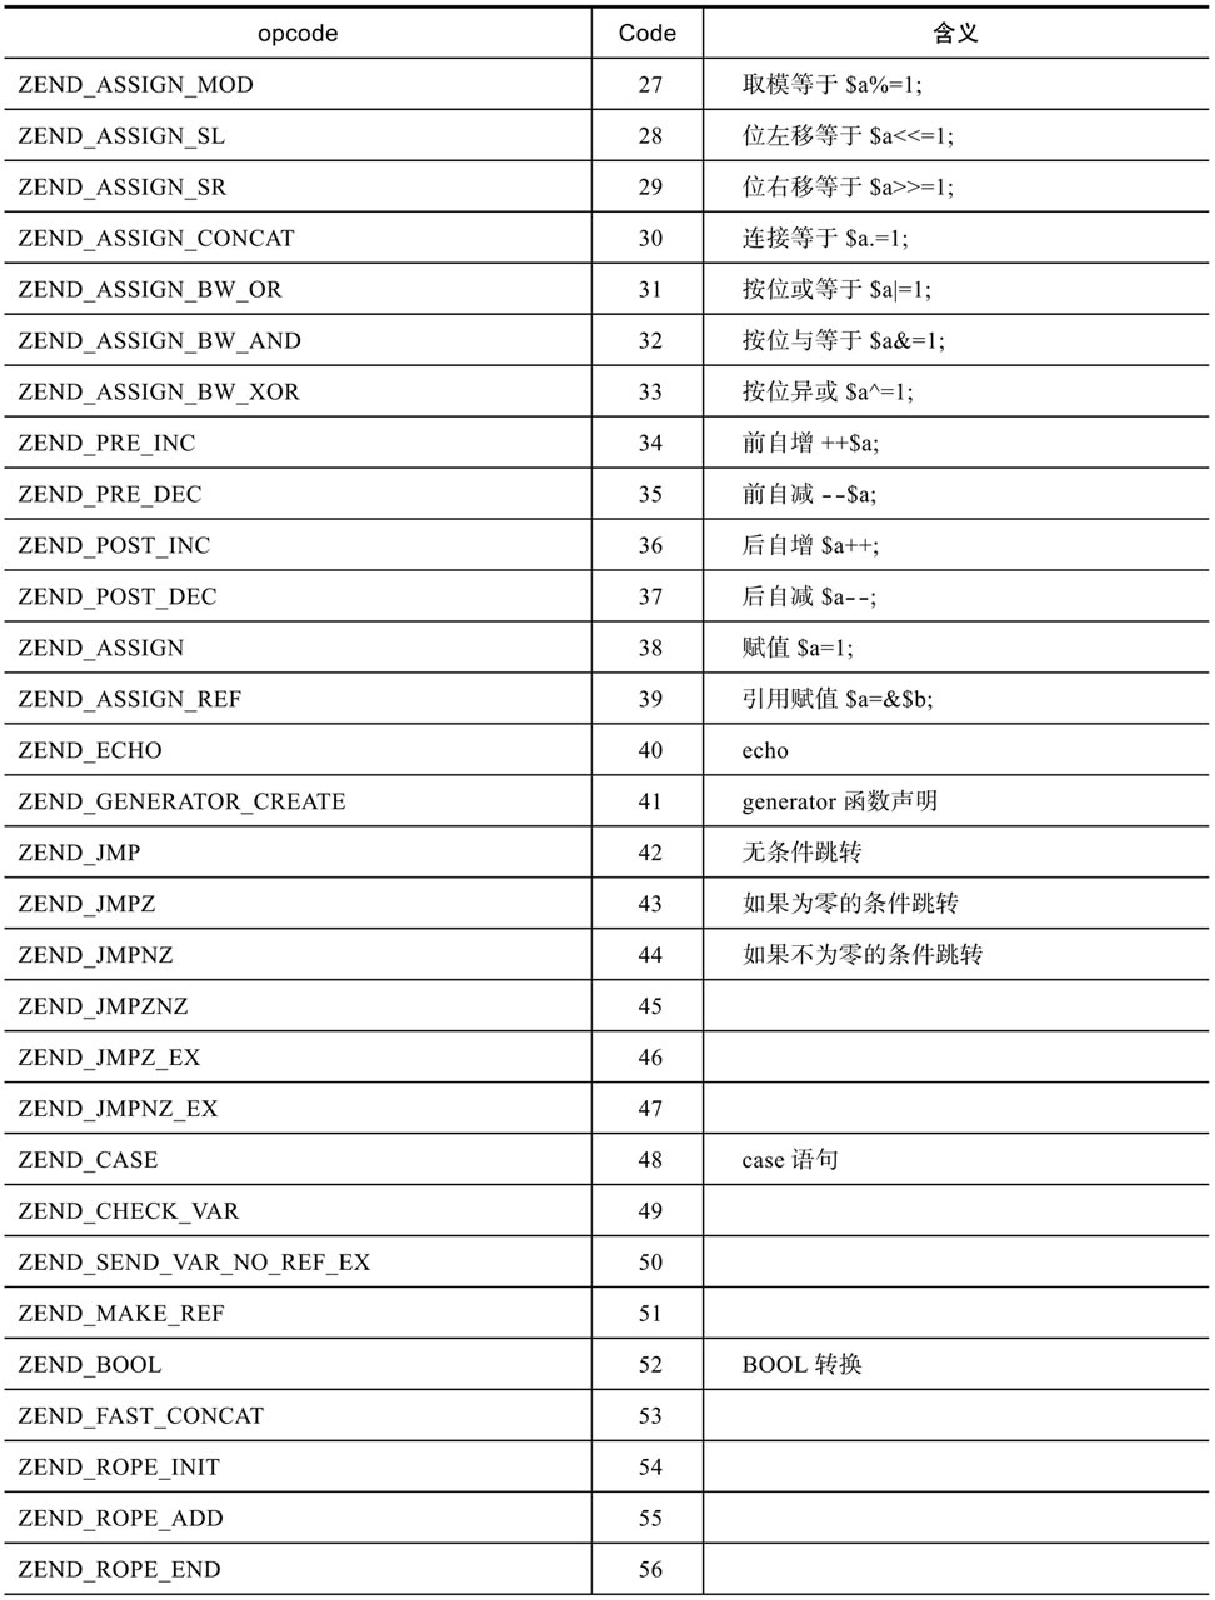 opcode Code 含义
ZEND_ASSIGN_MOD 27 取模等于 $a%=1;
ZEND_ASSIGN_SL 28 位左移等于 $a<<=1;
ZEND_ASSIGN_SR 29 位右移等于 $a>>=1;
ZEND_ASSIGN_CONCAT 30 连接等于 $a.=1;
ZEND_ASSIGN_BW_OR 31 按位或等于 $a|=1;
ZEND_ASSIGN_BW_AND 32 按位与等于 $a&=1;
ZEND_ASSIGN_BW_XOR 33 按位异或 $a^=1;
ZEND_PRE_INC 34 前自增 ++$a;
ZEND_PRE_DEC 35 前自减 --$a;
ZEND_POST_INC 36 后自增 $a++;
ZEND_POST_DEC 37 后自减 $a--;
ZEND_ASSIGN 38 赋值 $a=1;
ZEND_ASSIGN_REF 39 引用赋值 $a=&$b;
ZEND_ECHO 40 echo
ZEND_GENERATOR_CREATE 41 generator 函数声明
ZEND_JMP 42 无条件跳转
ZEND_JMPZ 43 如果为零的条件跳转
ZEND_JMPNZ 44 如果不为零的条件跳转
ZEND_JMPZNZ 45
ZEND_JMPZ_EX 46
ZEND_JMPNZ_EX 47
ZEND_CASE 48 case 语句
ZEND_CHECK_VAR 49
ZEND_SEND_VAR_NO_REF_EX 50
ZEND_MAKE_REF 51
ZEND_BOOL 52 BOOL 转换
ZEND_FAST_CONCAT 53
ZEND_ROPE_INIT 54
ZEND_ROPE_ADD 55
ZEND_ROPE_END 56